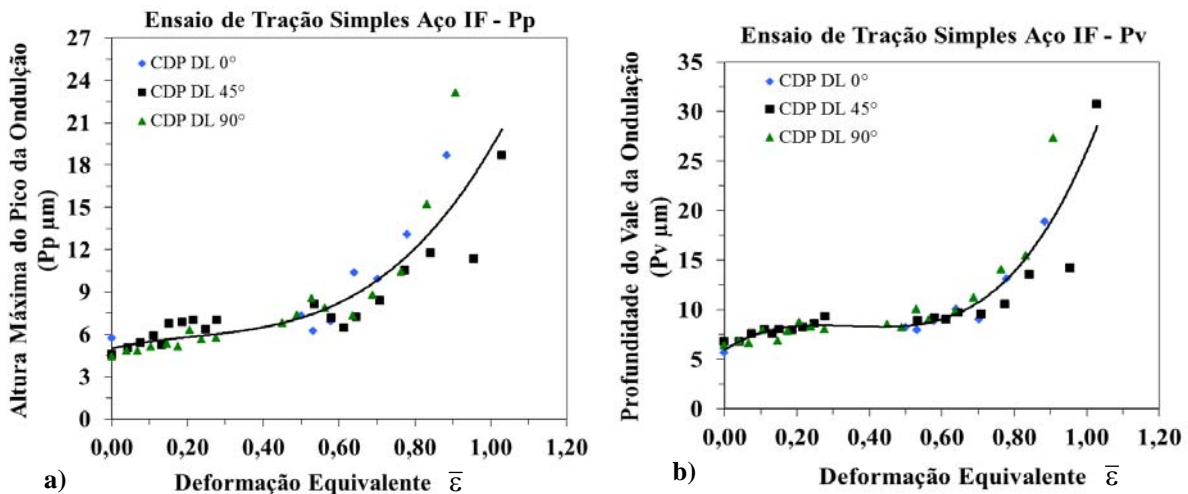 Ensaio de Tração Simples Aço IF - Pp
Altura Máxima do Pico da Ondulção
(Pp µm)
27
24
21
18
15
12
9
6
3
0
CDP DL 0°
CDP DL 45°
CDP DL 90°
0,00 0,20 0,40 0,60 0,80 1,00 1,20
a)
Deformação Equivalente ε̅
Ensaio de Tração Simples Aço IF - Pv
Profundidade do Vale da Ondulação
(Pv µm)
35
30
25
20
15
10
5
0
CDP DL 0°
CDP DL 45°
CDP DL 90°
0,00 0,20 0,40 0,60 0,80 1,00 1,20
b)
Deformação Equivalente ε̅